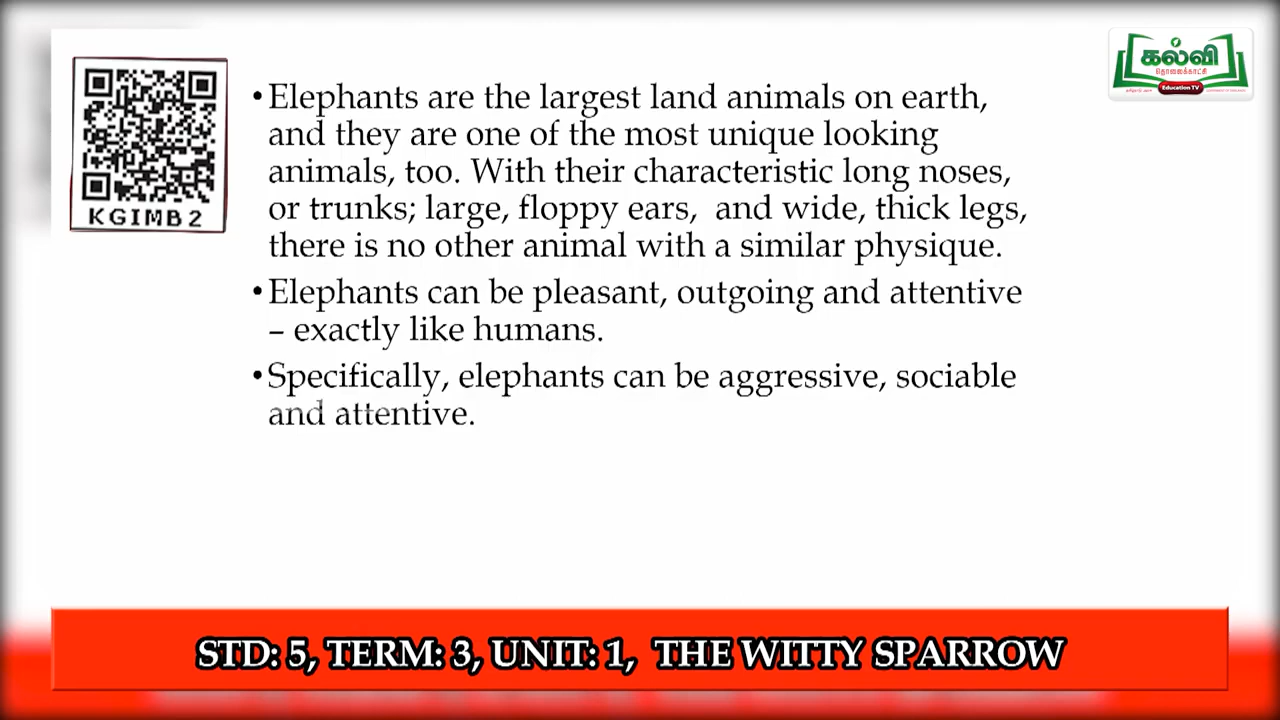 கல்வி
தொலைக்காட்சி
Education TV
KGIMB2
•Elephants are the largest land animals on earth,
and they are one of the most unique looking
animals, too. With their characteristic long noses,
or trunks; large, floppy ears, and wide, thick legs,
there is no other animal with a similar physique.
•Elephants can be pleasant, outgoing and attentive
– exactly like humans.
•Specifically, elephants can be aggressive, sociable
and attentive.
STD: 5, TERM: 3, UNIT: 1, THE WITTY SPARROW